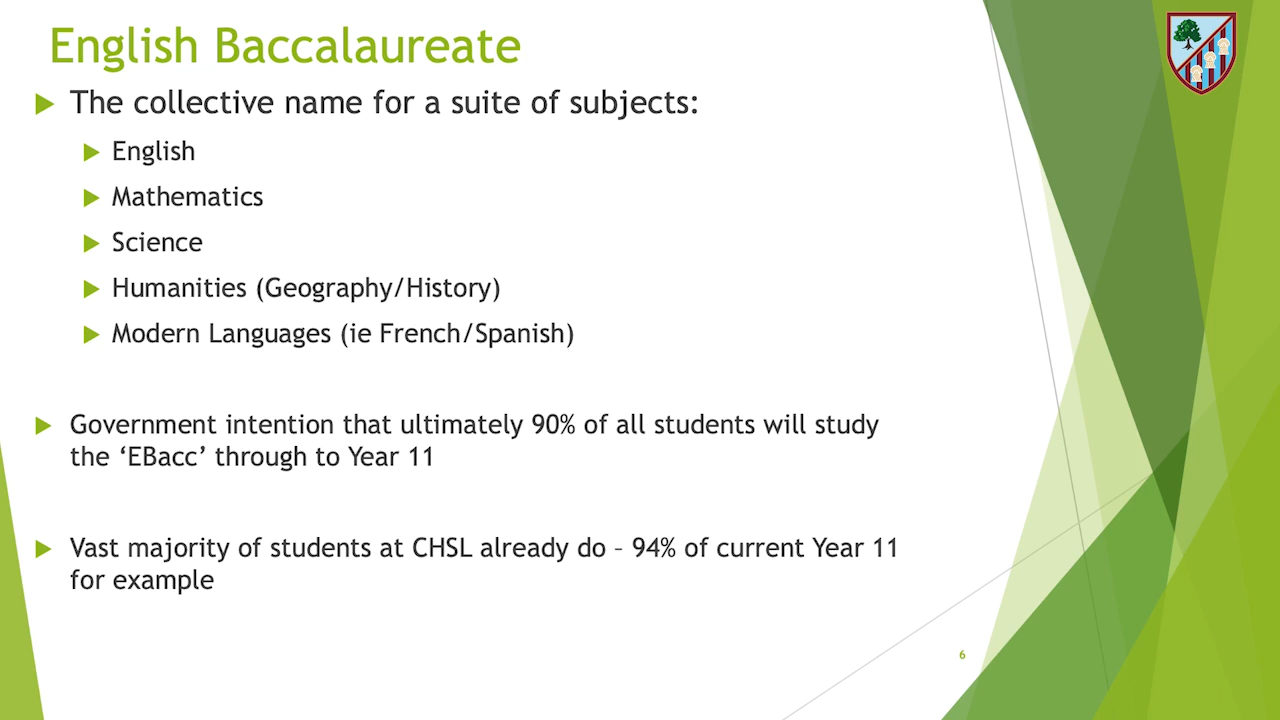 English Baccalaureate
The collective name for a suite of subjects:
English
Mathematics
Science
Humanities (Geography/History)
Modern Languages (ie French/Spanish)
Government intention that ultimately 90% of all students will study
the ‘EBacc’ through to Year 11
Vast majority of students at CHSL already do – 94% of current Year 11
for example
6